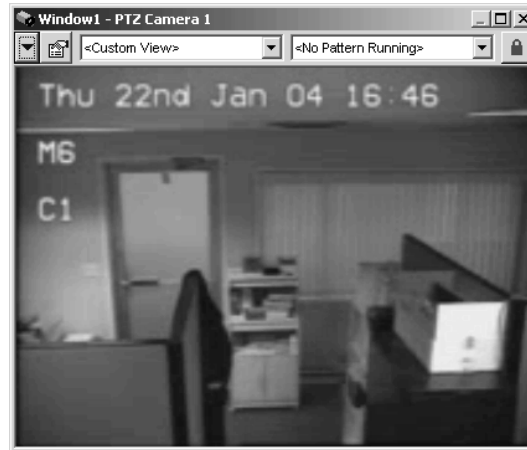 Window1 - PTZ Camera 1
<Custom View>
<No Pattern Running>
Thu 22nd Jan 04 16:46
M6
C1